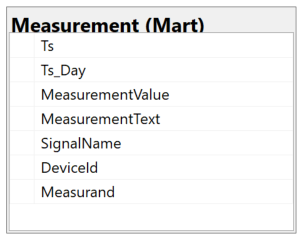 Measurement (Mart)
Ts
Ts_Day
MeasurementValue
MeasurementText
SignalName
DeviceId
Measurand